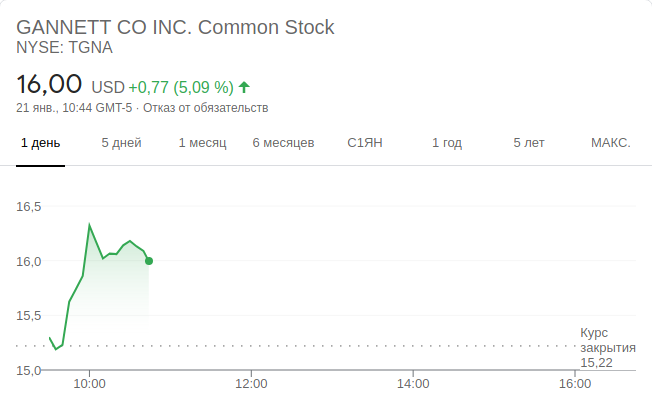 GANNETT CO INC. Common Stock
NYSE: TGNA
16,00 USD +0,77 (5,09 %)
21 янв., 10:44 GMT-5 · Отказ от обязательств
1 день 5 дней 1 месяц 6 месяцев С1ЯН 1 год 5 лет МАКС.
16,5
16,0
15,5
Курс
закрытия
15,22
15,0
10:00 12:00 14:00 16:00